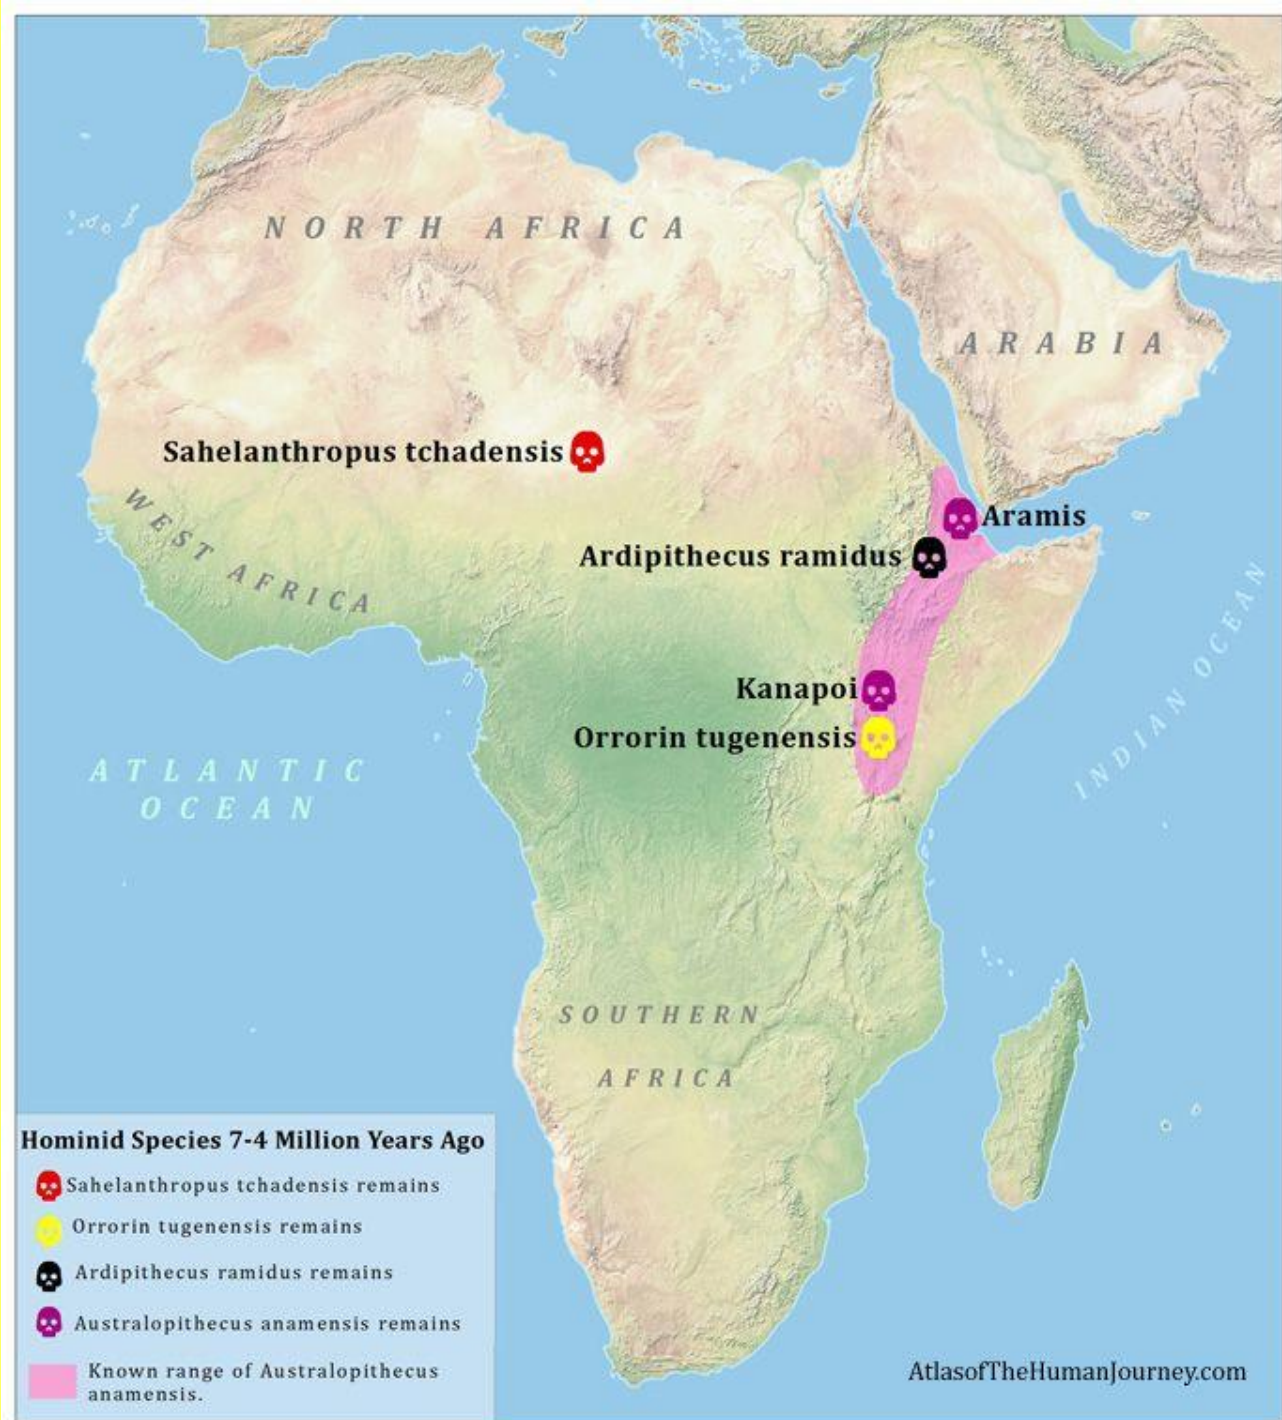 NORTH AFRICA
ARABIA
Sahelanthropus tchadensis
WEST AFRICA
Aramis
Ardipithecus ramidus
INDIAN OCEAN
Kanapoi
Orrorin tugenensis
ATLANTIC
OCEAN
SOUTHERN
AFRICA
Hominid Species 7-4 Million Years Ago
Sahelanthropus tchadensis remains
Orrorin tugenensis remains
Ardipithecus ramidus remains
Australopithecus anamensis remains
Known range of Australopithecus
anamensis.
AtlasofTheHumanJourney.com